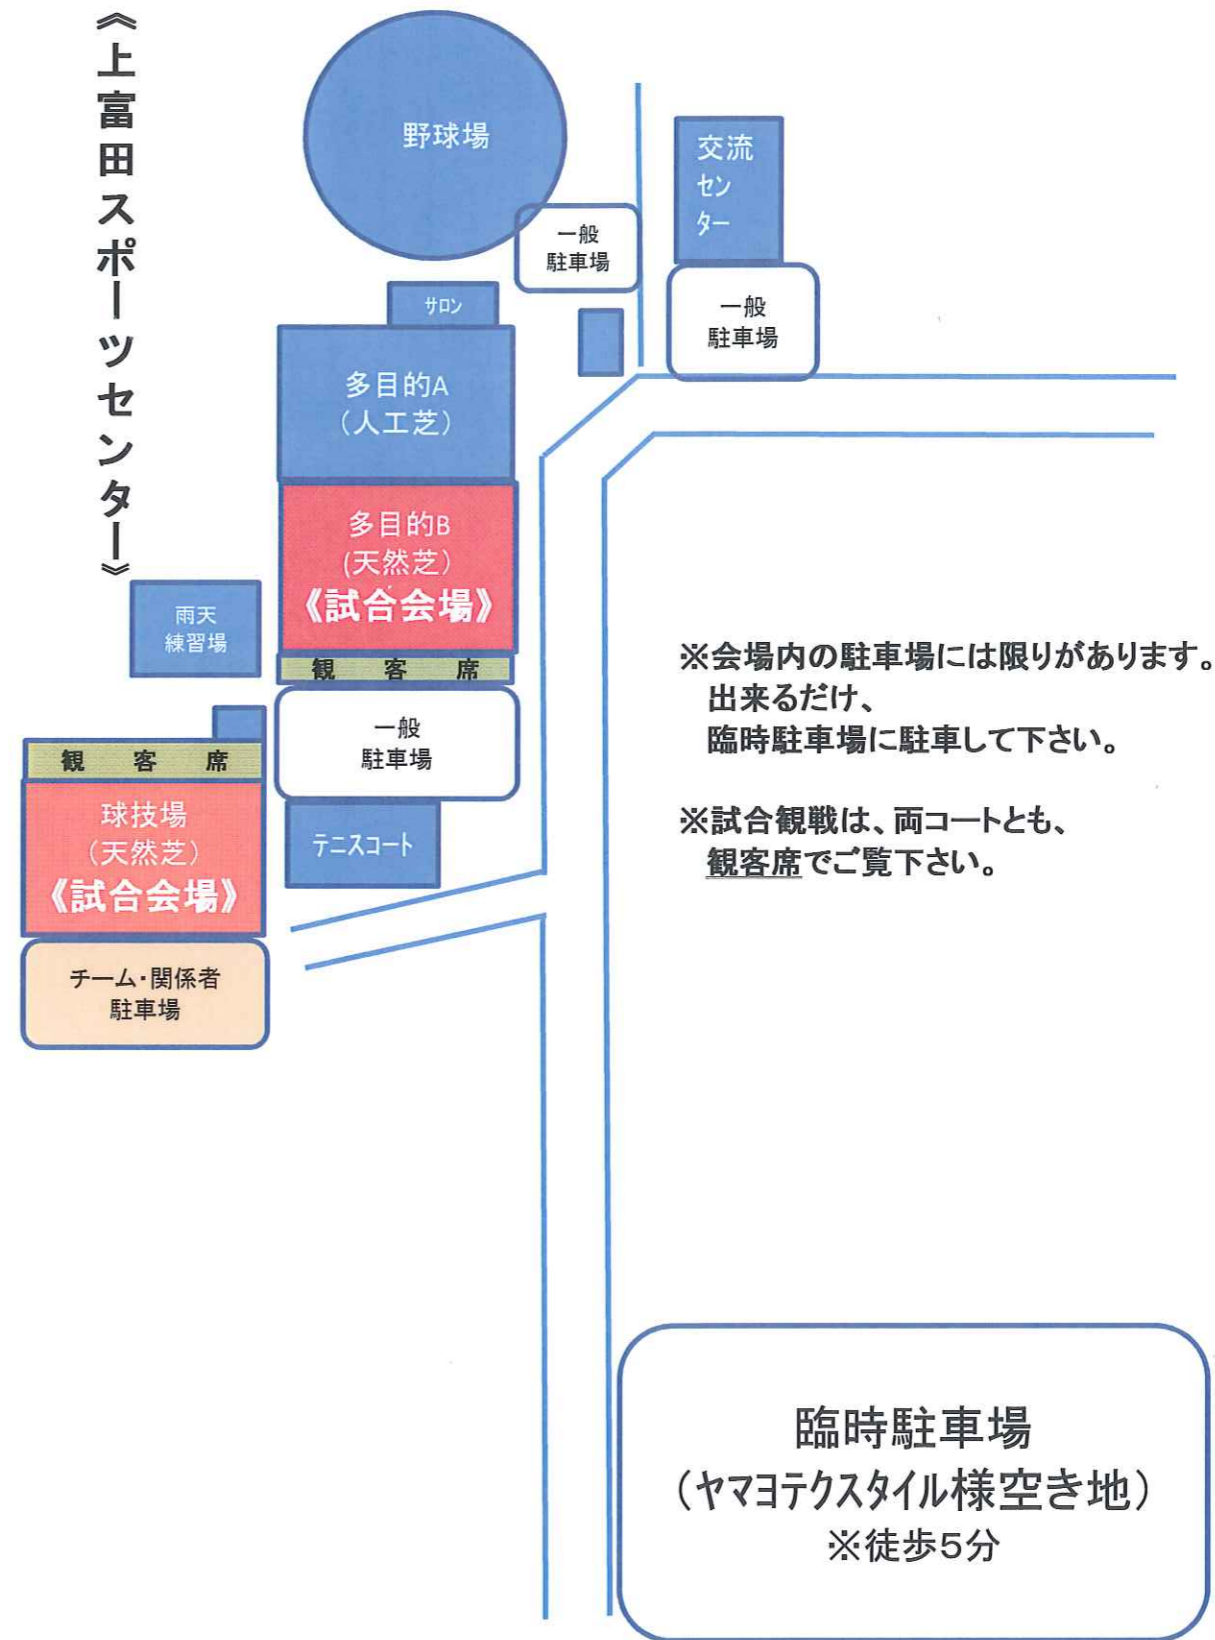 《上富田スポーツセンター》
野球場
交流
セン
ター
一般
駐車場
一般
駐車場
サロン
多目的A
（人工芝）
多目的B
(天然芝）
《試合会場》
観　客　席
雨天
練習場
一般
駐車場
観　客　席
球技場
（天然芝）
《試合会場》
テニスコート
チーム・関係者
駐車場
※会場内の駐車場には限りがあります。
出来るだけ、
臨時駐車場に駐車して下さい。
※試合観戦は、両コートとも、
観客席でご覧下さい。
臨時駐車場
（ヤマヨテクスタイル様空き地）
※徒歩5分